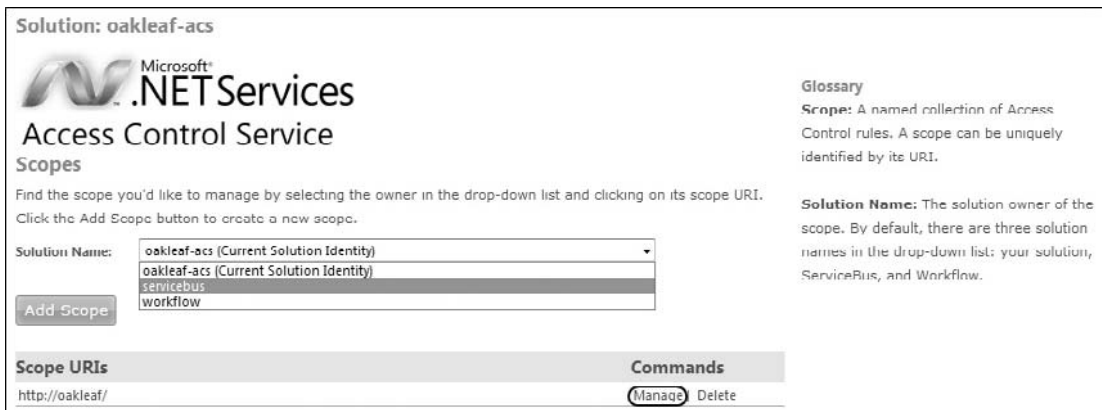 Solution: oakleaf-acs
Microsoft®
.NET Services
Access Control Service
Scopes
Find the scope you'd like to manage by selecting the owner in the drop-down list and clicking on its scope URI.
Click the Add Scope button to create a new scope.
Solution Name:
oakleaf-acs (Current Solution Identity)
oakleaf-acs (Current Solution Identity)
servicebus
workflow
Add Scope
Scope URIs
Commands
http://oakleaf/
Manage | Delete
Glossary
Scope: A named collection of Access
Control rules. A scope can be uniquely
identified by its URI.
Solution Name: The solution owner of the
scope. By default, there are three solution
names in the drop-down list: your solution,
ServiceBus, and Workflow.